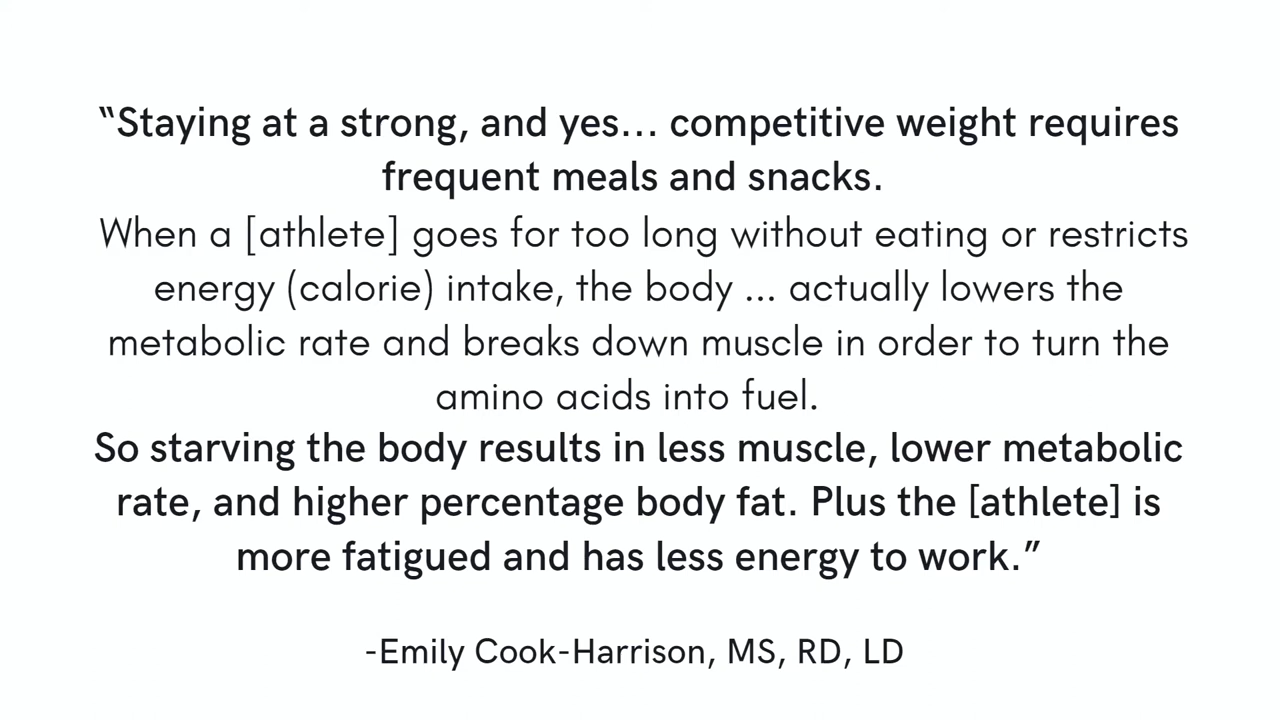 “Staying at a strong, and yes... competitive weight requires
frequent meals and snacks.
When a [athlete] goes for too long without eating or restricts
energy (calorie) intake, the body ... actually lowers the
metabolic rate and breaks down muscle in order to turn the
amino acids into fuel.
So starving the body results in less muscle, lower metabolic
rate, and higher percentage body fat. Plus the [athlete] is
more fatigued and has less energy to work.”
-Emily Cook-Harrison, MS, RD, LD